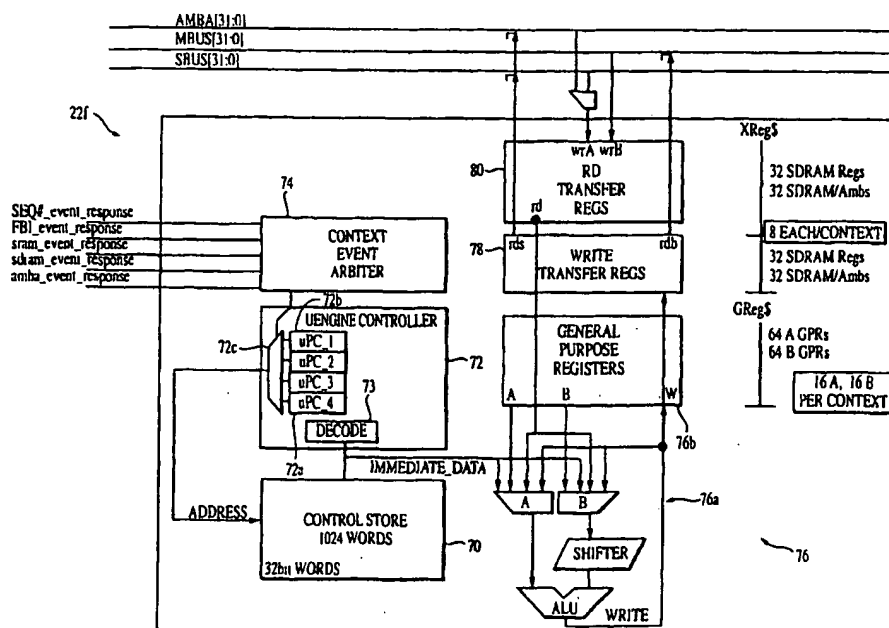 AMBA[31:0]
MBUS[31:0]
SBUS[31:0]
22f
XReg$
wrA wrB
80
RD
TRANSFER
REGS
rd
32 SDRAM Regs
32 SDRAM/Ambs
8 EACH/CONTEXT
SEQ#_event_response
FBI_event_response
sram_event_response
sdram_event_response
amba_event_response
74
CONTEXT
EVENT
ARBITER
78
rds
rdb
WRITE
TRANSFER REGS
32 SDRAM Regs
32 SDRAM/Ambs
GReg$
72b
UENGINE CONTROLLER
72c
uPC_1
uPC_2
uPC_3
uPC_4
72
73
DECODE
72a
GENERAL
PURPOSE
REGISTERS
A
B
W
64 A GPRs
64 B GPRs
16 A, 16 B
PER CONTEXT
76b
IMMEDIATE_DATA
A
B
76a
ADDRESS
CONTROL STORE
1024 WORDS
32bit WORDS
70
SHIFTER
76
ALU
WRITE